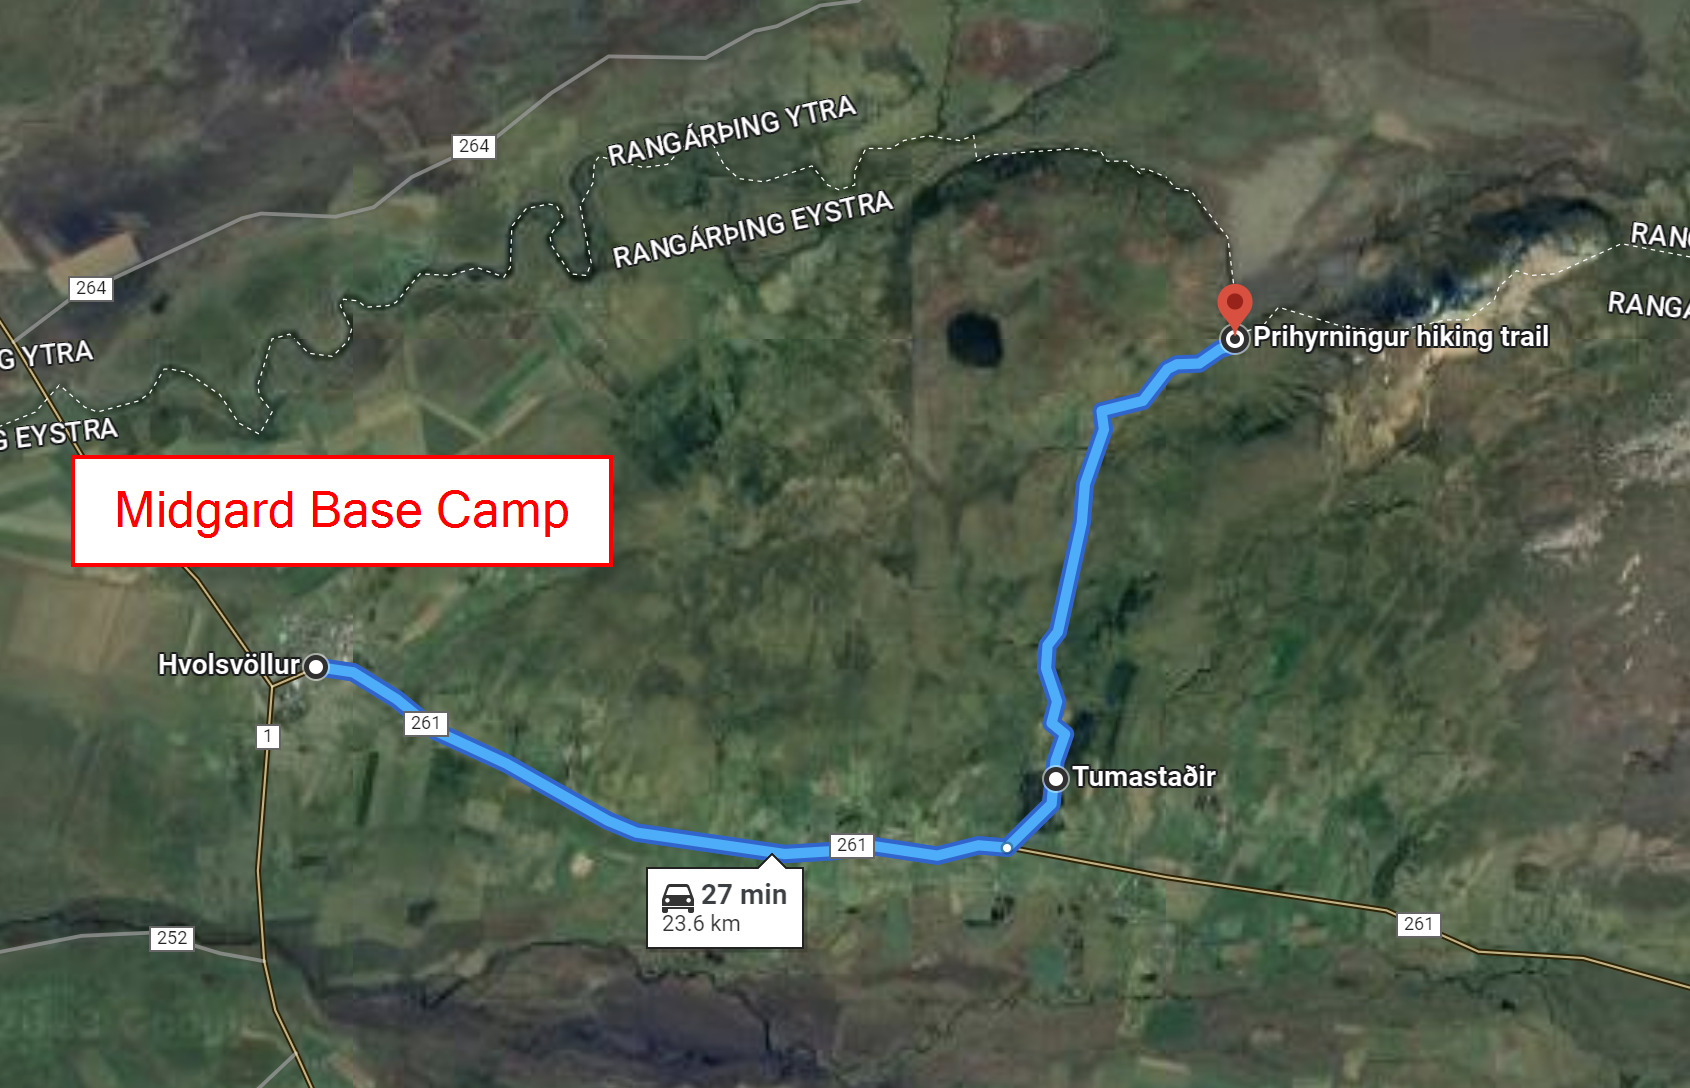 RANGÁRÞING YTRA
264
RANGÁRÞING EYSTRA
RAN
264
RANGÁ
G YTRA
Prihyrningur hiking trail
G EYSTRA
Midgard Base Camp
Hvolsvöllur
261
1
Tumastaðir
261
27 min
23.6 km
261
252